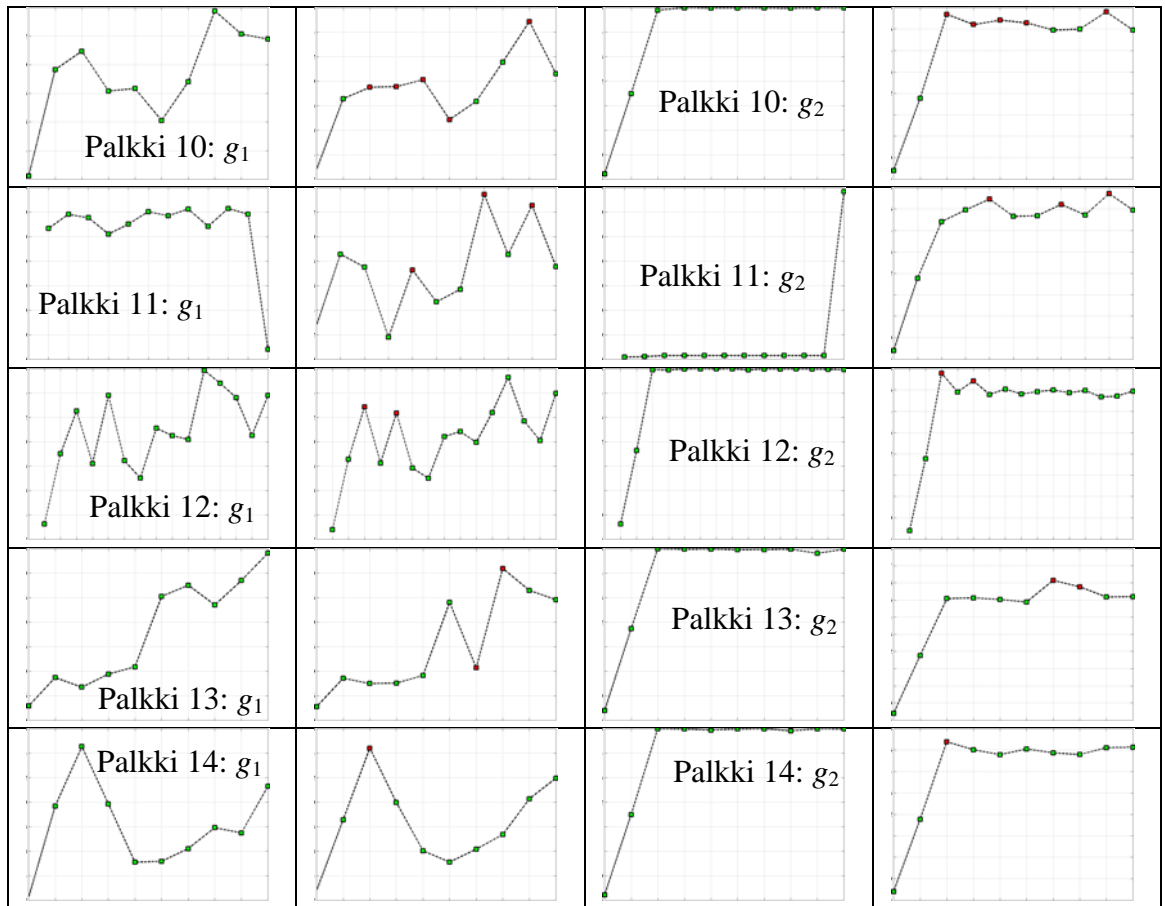 Palkki 10: g₁
Palkki 10: g₂
Palkki 11: g₁
Palkki 11: g₂
Palkki 12: g₁
Palkki 12: g₂
Palkki 13: g₁
Palkki 13: g₂
Palkki 14: g₁
Palkki 14: g₂